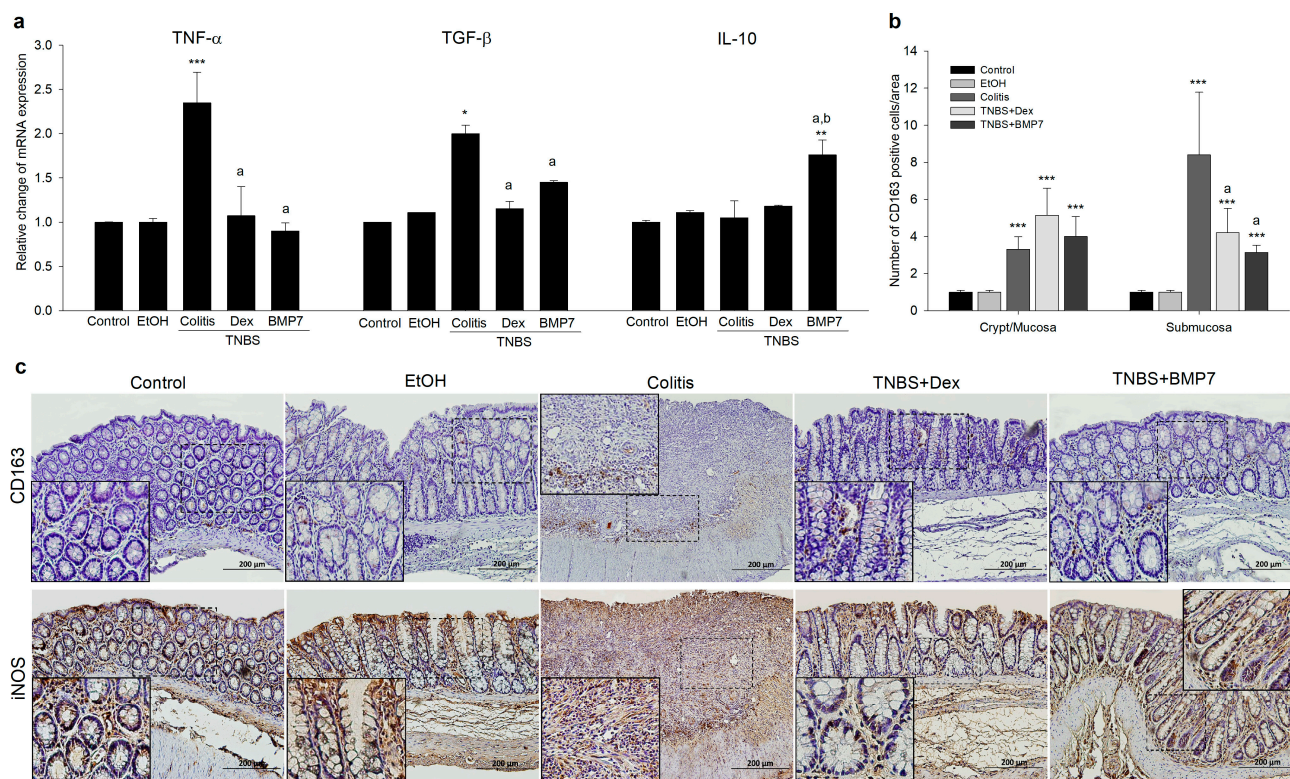 a
TNF-α TGF-β IL-10
Relative change of mRNA expression
3.0
2.5
2.0
1.5
1.0
0.5
0.0
***
a
a
*
a
a
a,b
**
Control EtOH Colitis Dex BMP7
TNBS
Control EtOH Colitis Dex BMP7
TNBS
Control EtOH Colitis Dex BMP7
TNBS
b
Number of CD163 positive cells/area
14
12
10
8
6
4
2
0
Control
EtOH
Colitis
TNBS+Dex
TNBS+BMP7
***
***
***
***
a
***
a
***
Crypt/Mucosa Submucosa
c
Control EtOH Colitis TNBS+Dex TNBS+BMP7
CD163
200 µm 200 µm 200 µm 200 µm 200 µm
iNOS
200 µm 200 µm 200 µm 200 µm 200 µm